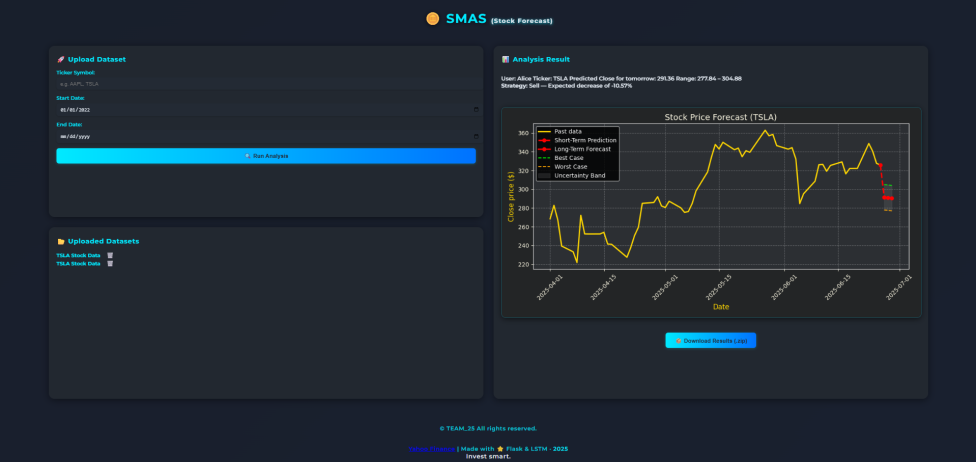 SMAS (Stock Forecast)
Upload Dataset
Ticker Symbol:
e.g. AAPL, TSLA
Start Date:
01/01/2022
End Date:
mm/dd/yyyy
Run Analysis
Uploaded Datasets
TSLA Stock Data
TSLA Stock Data
Analysis Result
User: Alice Ticker: TSLA Predicted Close for tomorrow: 291.36 Range: 277.84 – 304.88
Strategy: Sell — Expected decrease of -10.57%
Stock Price Forecast (TSLA)
Past data
Short-Term Prediction
Long-Term Forecast
Best Case
Worst Case
Uncertainty Band
Close price ($)
360
340
320
300
280
260
240
220
2025-04-01
2025-04-15
2025-05-01
2025-05-15
2025-06-01
2025-06-15
2025-07-01
Date
Download Results (.zip)
© TEAM_25 All rights reserved.
| Made with Flask & LSTM - 2025
Invest smart.